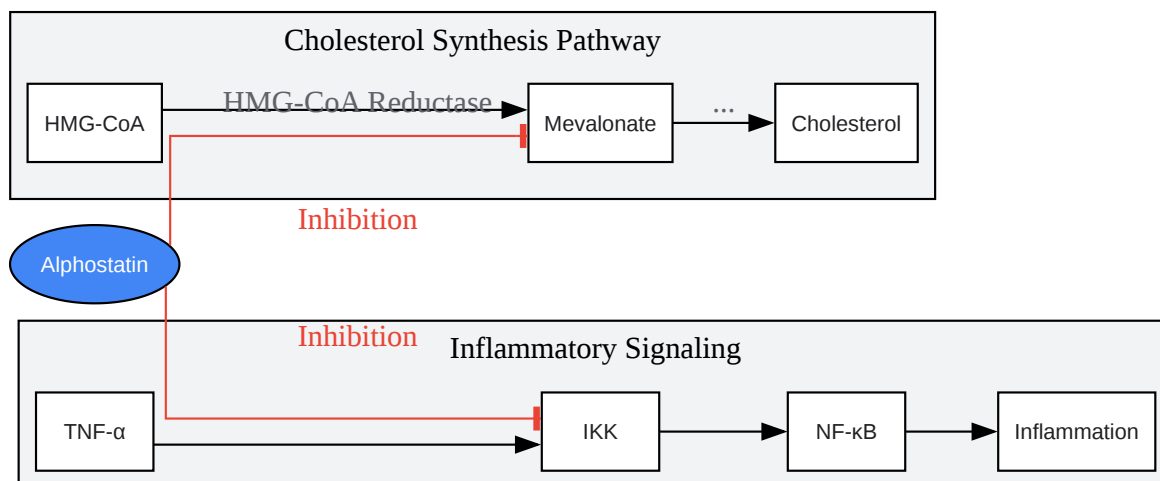 Cholesterol Synthesis Pathway
HMG-CoA
HMG-CoA Reductase
Mevalonate
...
Cholesterol
Inhibition
Alphostatin
Inhibition
Inflammatory Signaling
TNF-α
IKK
NF-κB
Inflammation